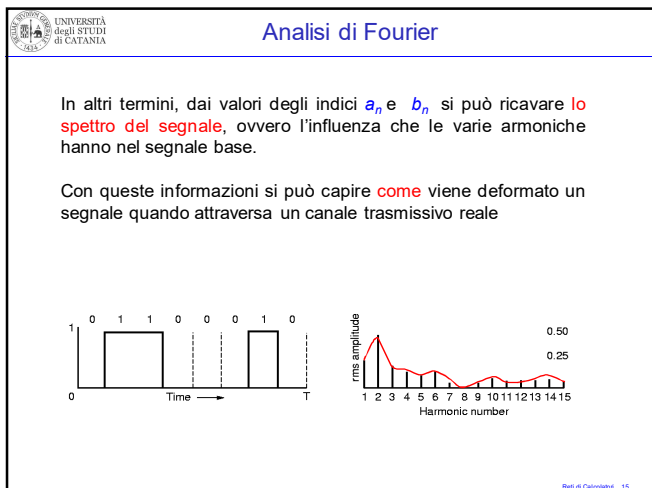 UNIVERSITÀ
degli STUDI
di CATANIA
Analisi di Fourier
In altri termini, dai valori degli indici an e bn si può ricavare lo
spettro del segnale, ovvero l'influenza che le varie armoniche
hanno nel segnale base.
Con queste informazioni si può capire come viene deformato un
segnale quando attraversa un canale trasmissivo reale
0 1 1 0 0 0 1 0
1
0
Time
T
rms amplitude
0.50
0.25
1 2 3 4 5 6 7 8 9 10 11 12 13 14 15
Harmonic number
Reti di Calcolatori 15